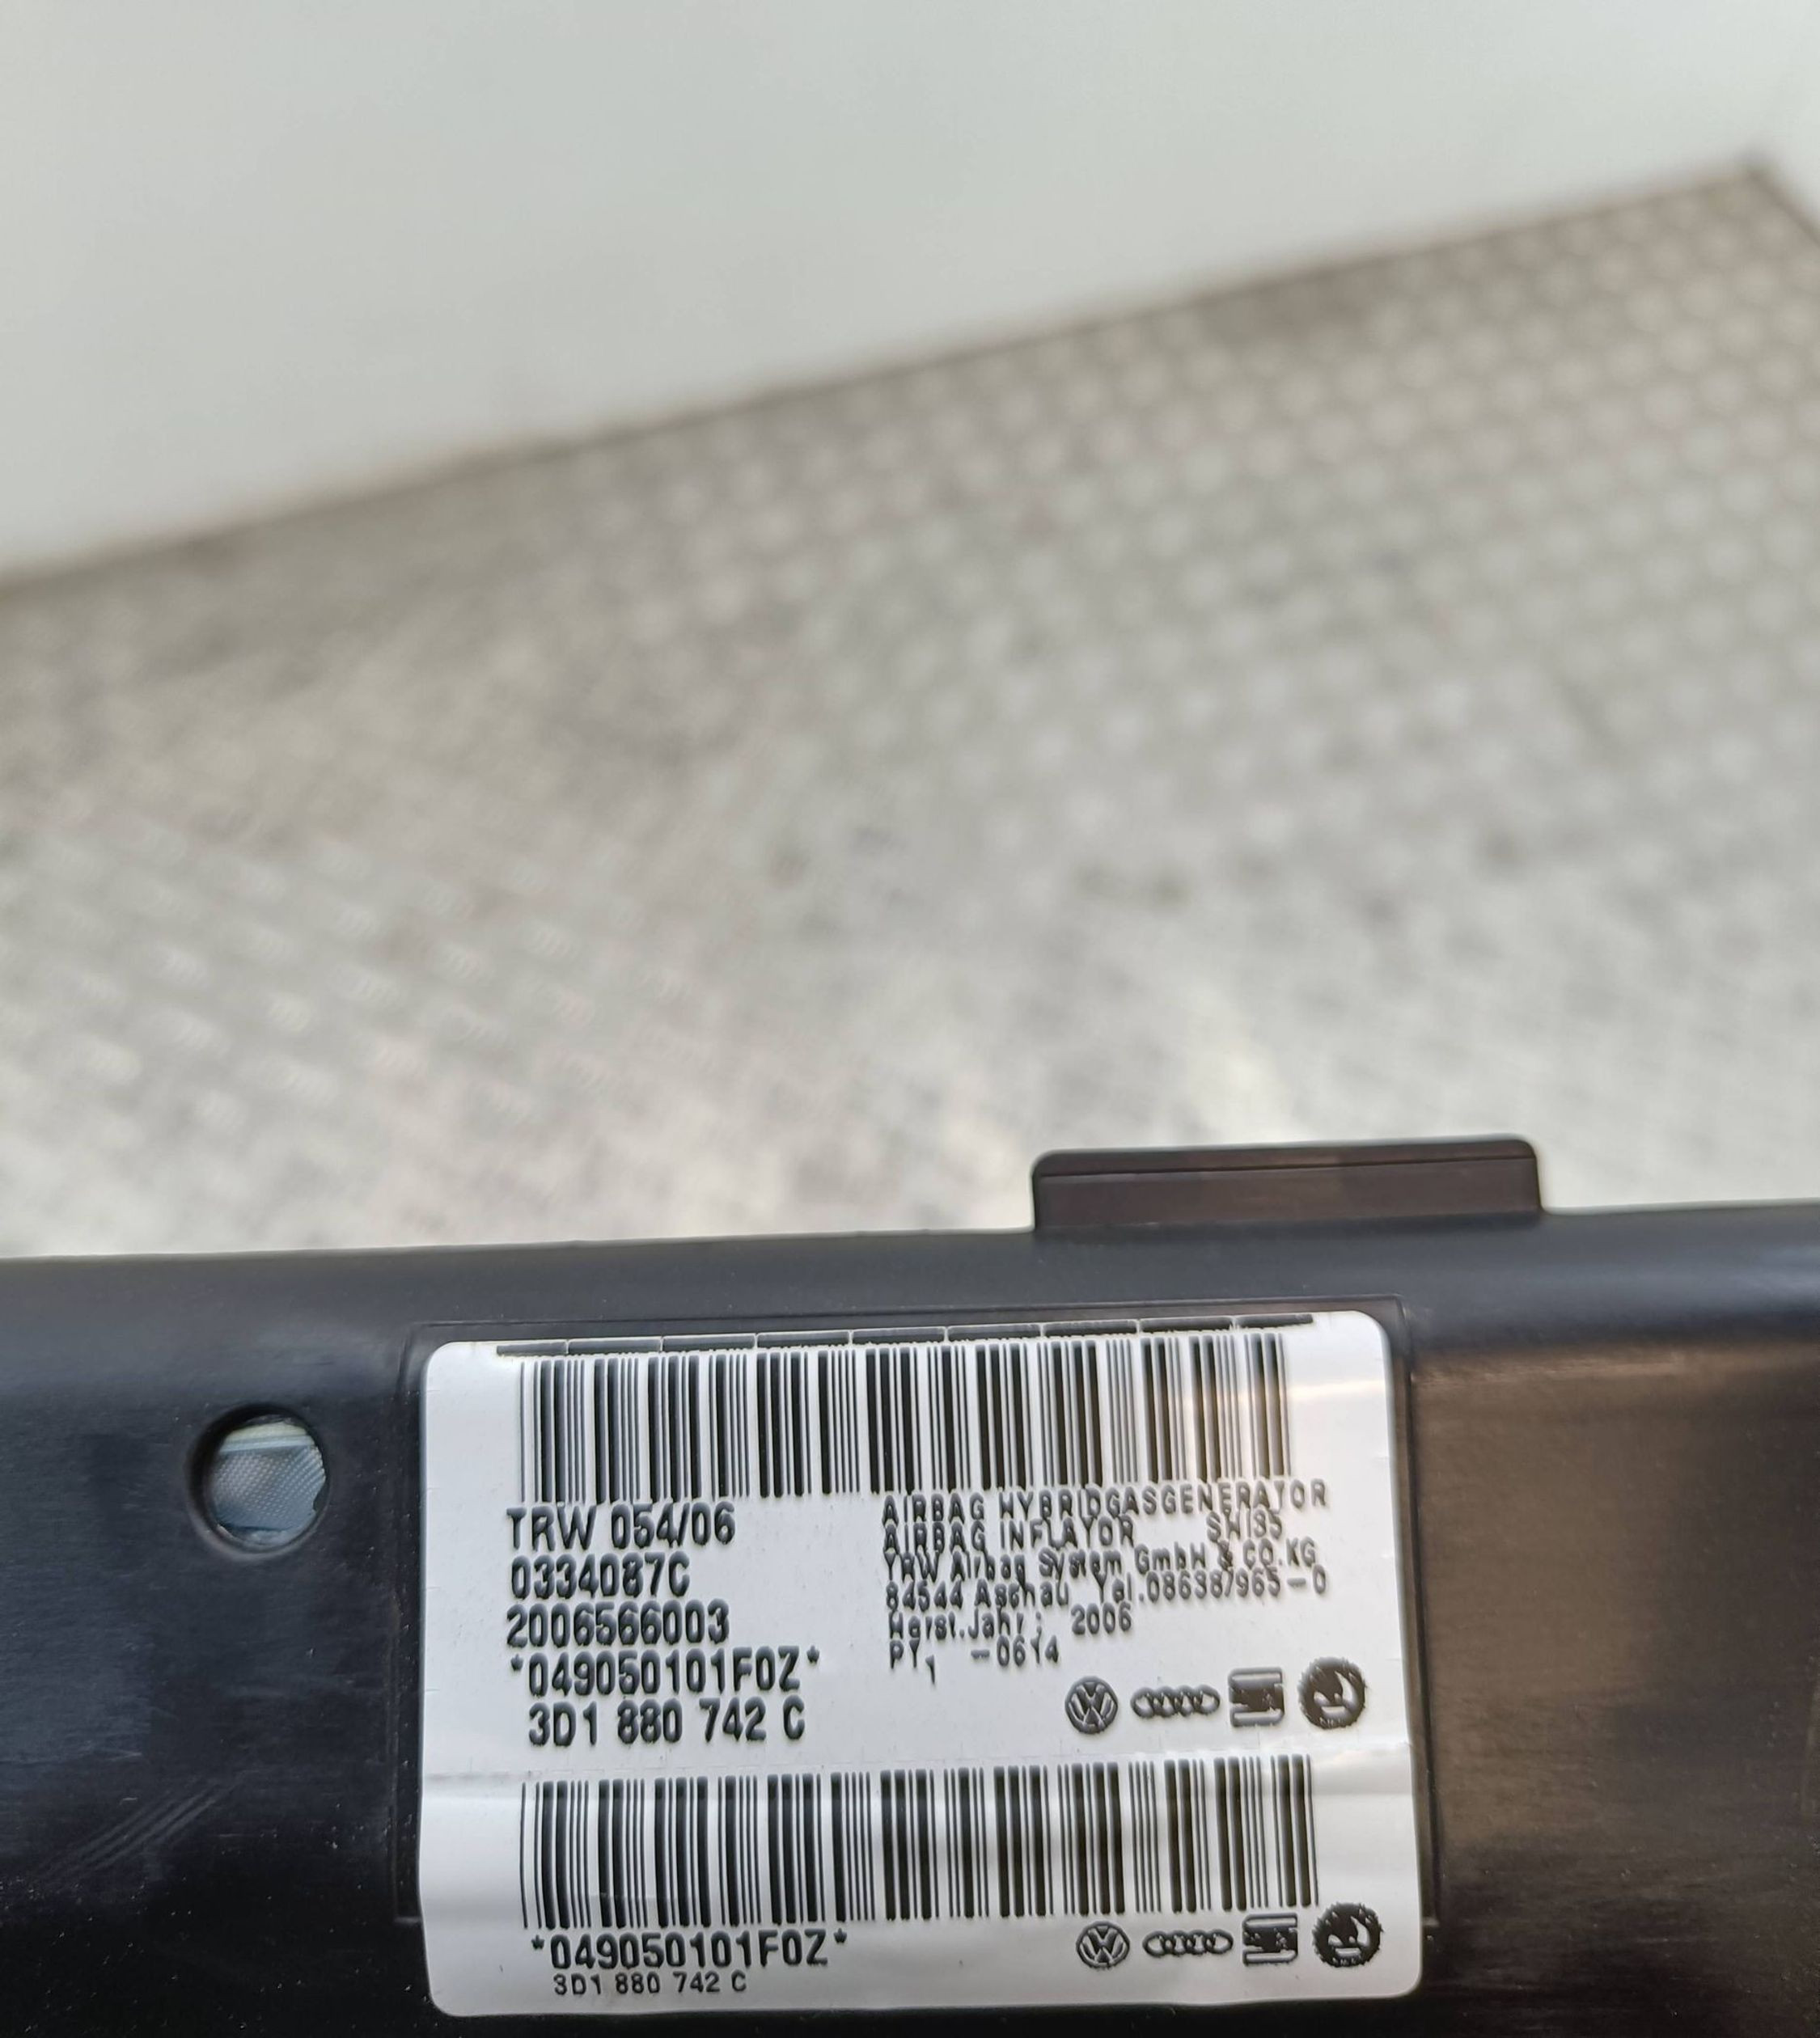 TRW 054/06
0334087C
2006566003
*049050101F0Z*
3D1 880 742 C
AIRBAG HYBRIDGASGENERATOR
AIRBAG INFLATOR SHI35
TRW Airbag System GmbH & CO.KG
84544 Aschau Tel.08638/965-0
Herst.Jahr: 2006
-0614
*049050101F0Z*
3D1 880 742 C